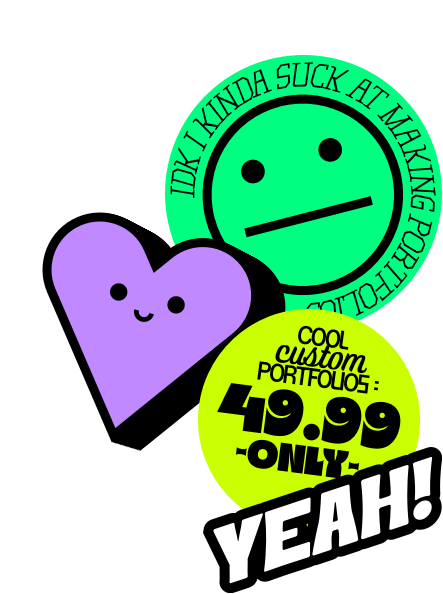 IDK I KINDA SUCK AT MAKING PORTFOLIOS
COOL
custom
PORTFOLIOS :
49.99
-ONLY-
YEAH!